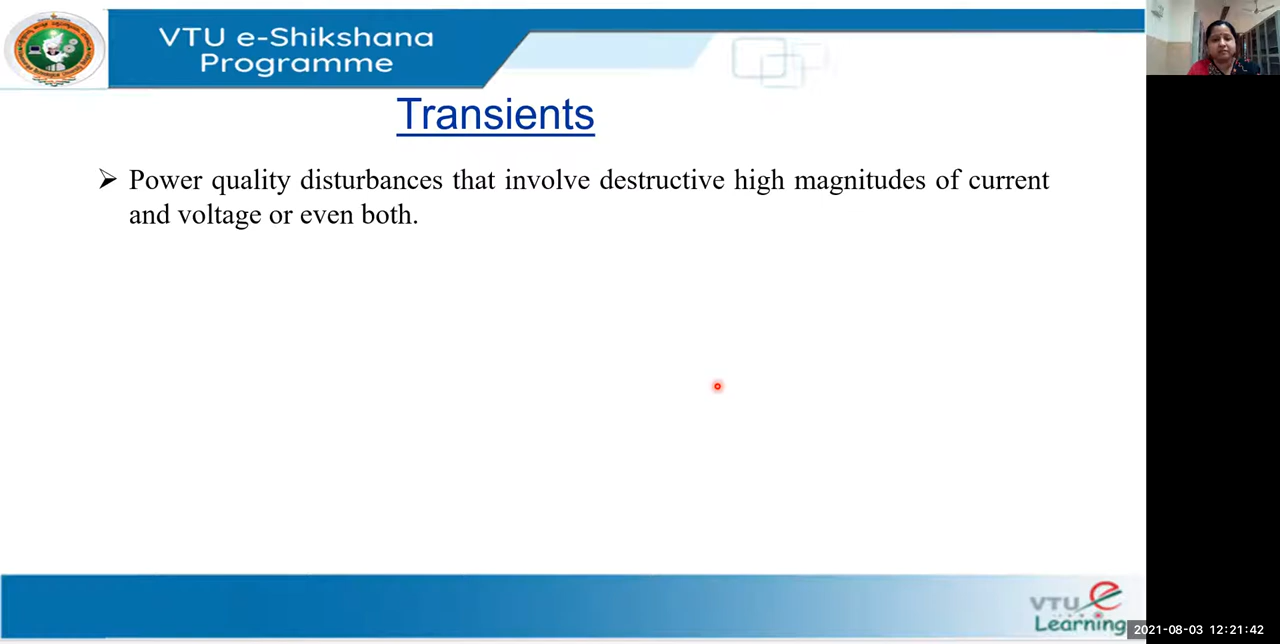 VTU e-Shikshana
Programme
Transients
➢ Power quality disturbances that involve destructive high magnitudes of current
and voltage or even both.
VTU e
Learning
2021-08-03 12:21:42